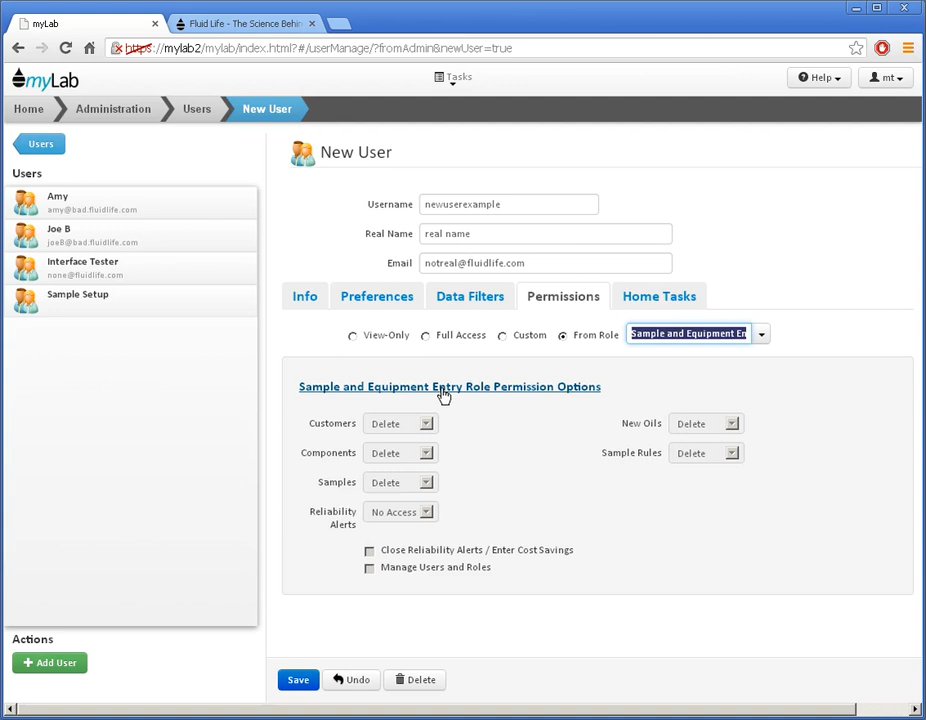 myLab
Fluid Life - The Science Behin
https://mylab2/mylab/index.html?#/userManage/?fromAdmin&newUser=true
myLab
Tasks
Help
mt
Home
Administration
Users
New User
Users
Users
Amy
amy@bad.fluidlife.com
Joe B
joeB@bad.fluidlife.com
Interface Tester
none@fluidlife.com
Sample Setup
Actions
+ Add User
New User
Username
newuserexample
Real Name
real name
Email
notreal@fluidlife.com
Info
Preferences
Data Filters
Permissions
Home Tasks
View-Only
Full Access
Custom
From Role
Sample and Equipment En
Sample and Equipment Entry Role Permission Options
Customers
Delete
New Oils
Delete
Components
Delete
Sample Rules
Delete
Samples
Delete
Reliability
Alerts
No Access
Close Reliability Alerts / Enter Cost Savings
Manage Users and Roles
Save
Undo
Delete